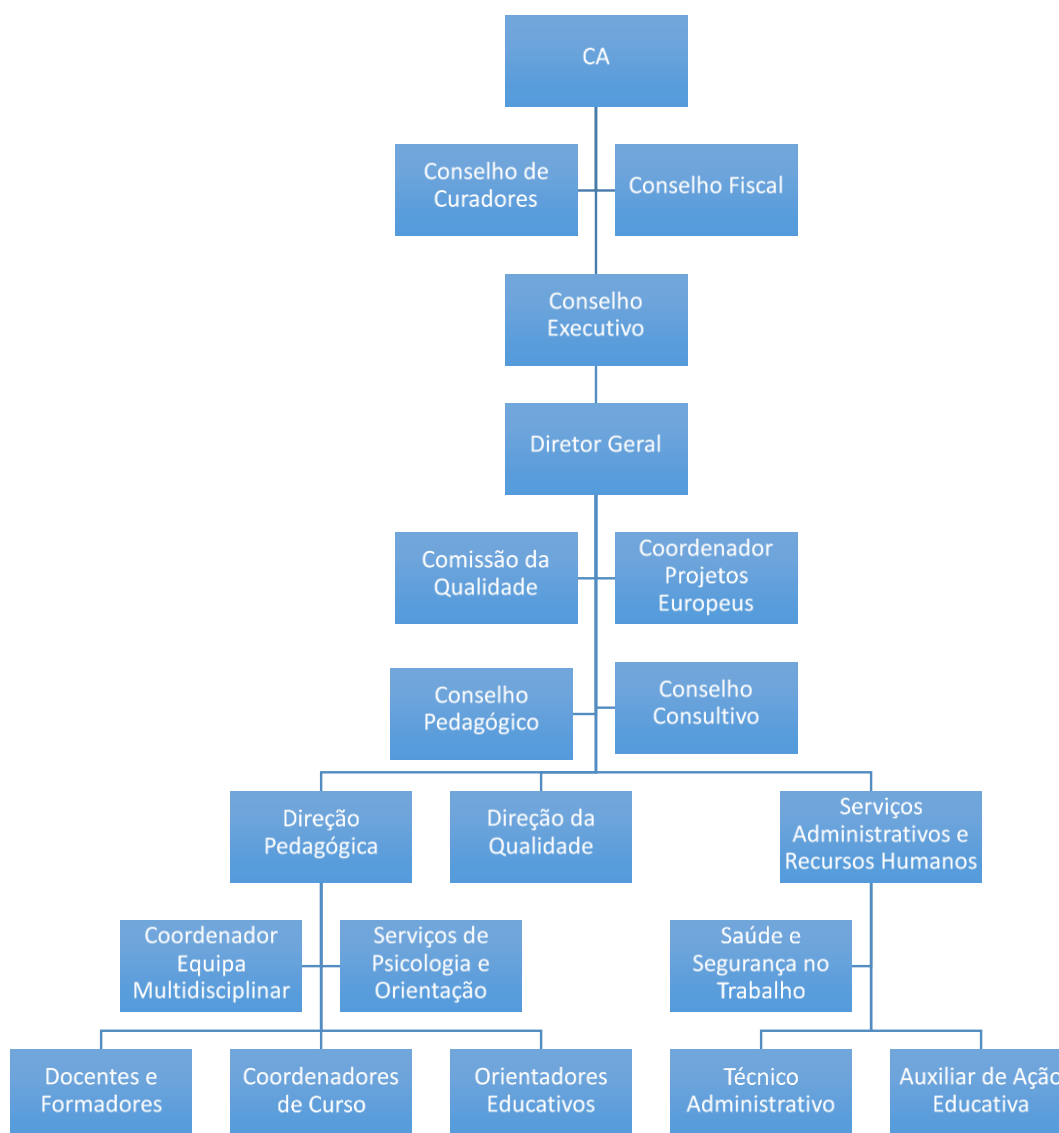 CA
Conselho de
Curadores
Conselho Fiscal
Conselho
Executivo
Diretor Geral
Comissão da
Qualidade
Coordenador
Projetos
Europeus
Conselho
Pedagógico
Conselho
Consultivo
Direção
Pedagógica
Direção da
Qualidade
Serviços
Administrativos e
Recursos Humanos
Coordenador
Equipa
Multidisciplinar
Serviços de
Psicologia e
Orientação
Saúde e
Segurança no
Trabalho
Docentes e
Formadores
Coordenadores
de Curso
Orientadores
Educativos
Técnico
Administrativo
Auxiliar de Ação
Educativa